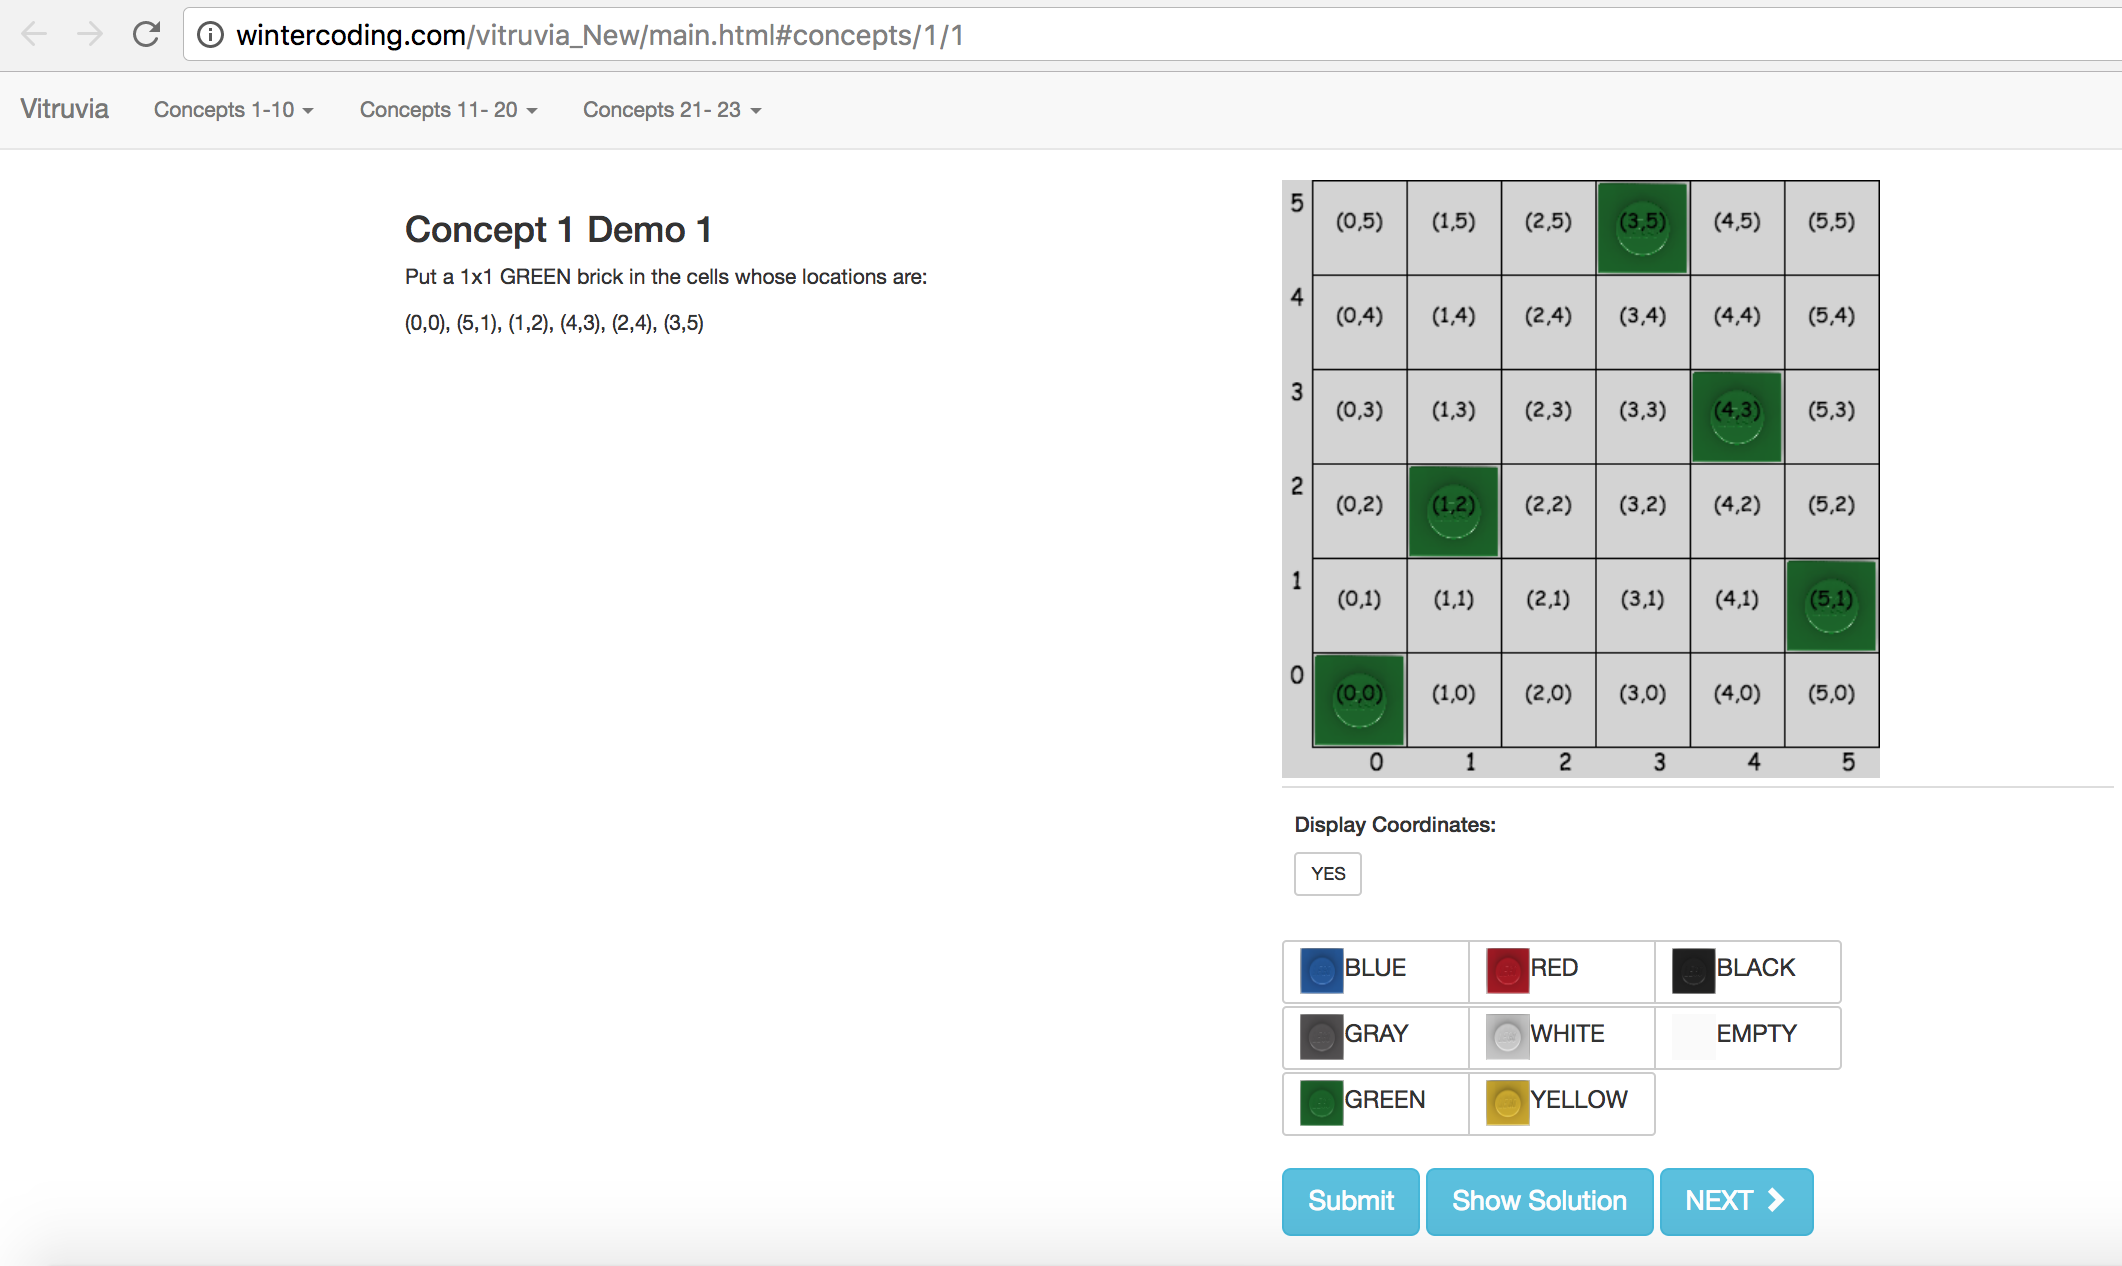 wintercoding.com/vitruvia_New/main.html#concepts/1/1
Vitruvia Concepts 1-10 Concepts 11- 20 Concepts 21- 23
Concept 1 Demo 1
Put a 1x1 GREEN brick in the cells whose locations are:
(0,0), (5,1), (1,2), (4,3), (2,4), (3,5)
5 (0,5) (1,5) (2,5) (3,5) (4,5) (5,5)
4 (0,4) (1,4) (2,4) (3,4) (4,4) (5,4)
3 (0,3) (1,3) (2,3) (3,3) (4,3) (5,3)
2 (0,2) (1,2) (2,2) (3,2) (4,2) (5,2)
1 (0,1) (1,1) (2,1) (3,1) (4,1) (5,1)
0 (0,0) (1,0) (2,0) (3,0) (4,0) (5,0)
0 1 2 3 4 5
Display Coordinates:
YES
BLUE RED BLACK
GRAY WHITE EMPTY
GREEN YELLOW
Submit Show Solution NEXT